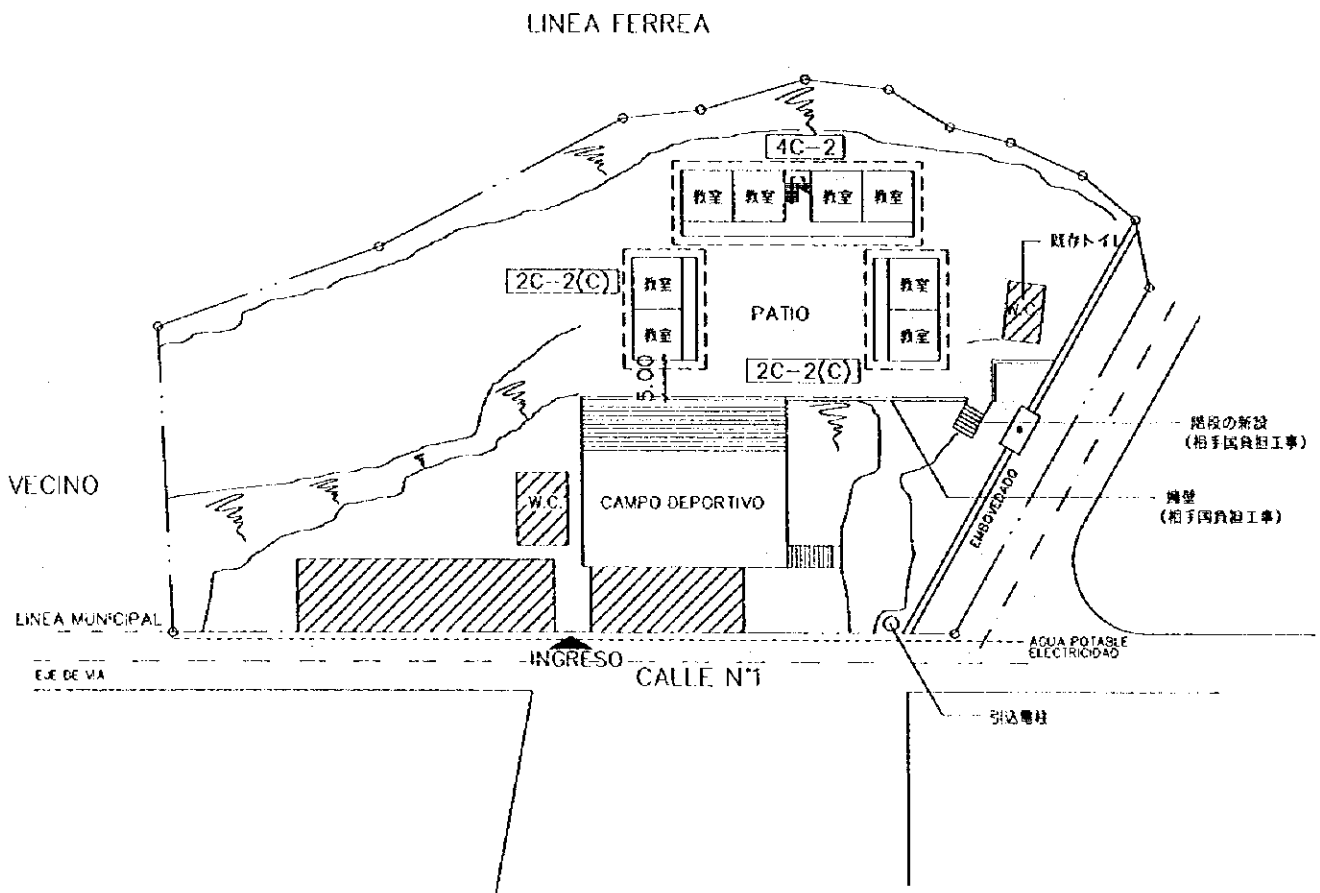 LINEA FERREA
4C-2
教室
教室
教室
教室
既存トイレ
2C-2(C)
教室
教室
PATIO
教室
教室
W.C.
2C-2(C)
5.00
階段の新設
(相手国負担工事)
擁壁
(相手国負担工事)
VECINO
W.C.
CAMPO DEPORTIVO
EMBOVEDADO
LINEA MUNICIPAL
AGUA POTABLE
ELECTRICIDAD
INGRESO
EJE DE VIA
CALLE N°1
引込電柱